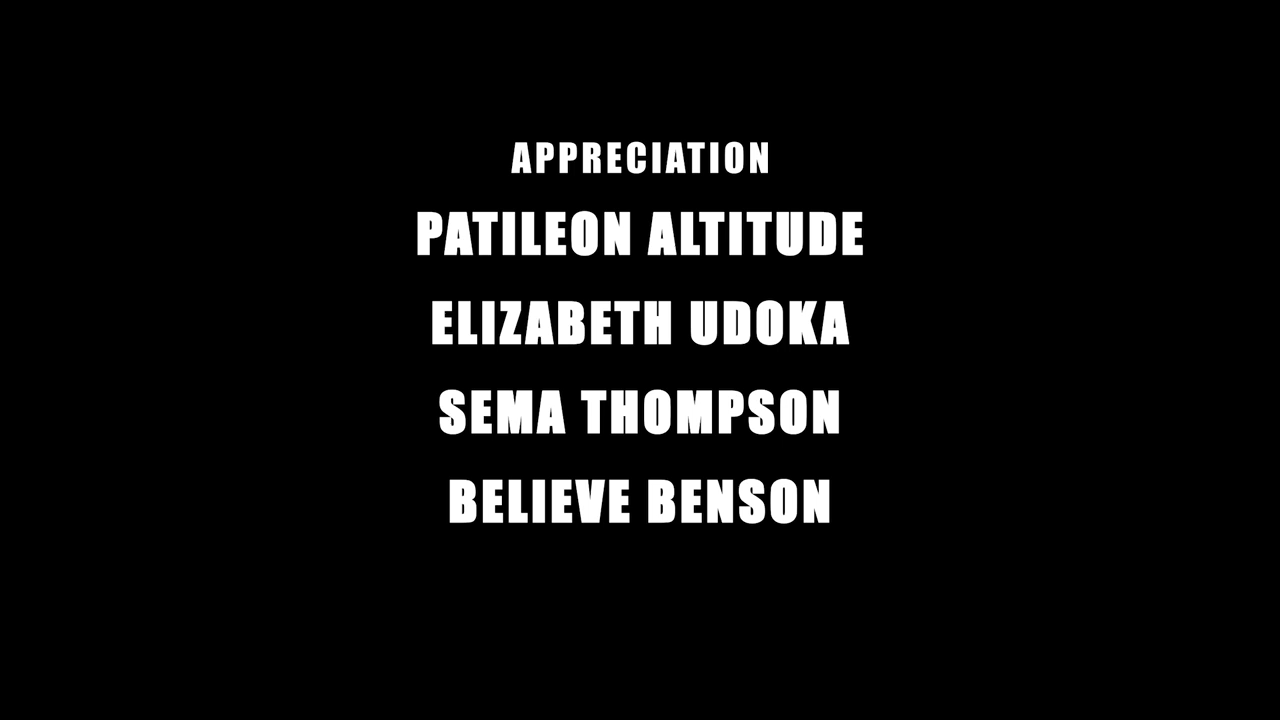 APPRECIATION
PATILEON ALTITUDE
ELIZABETH UDOKA
SEMA THOMPSON
BELIEVE BENSON